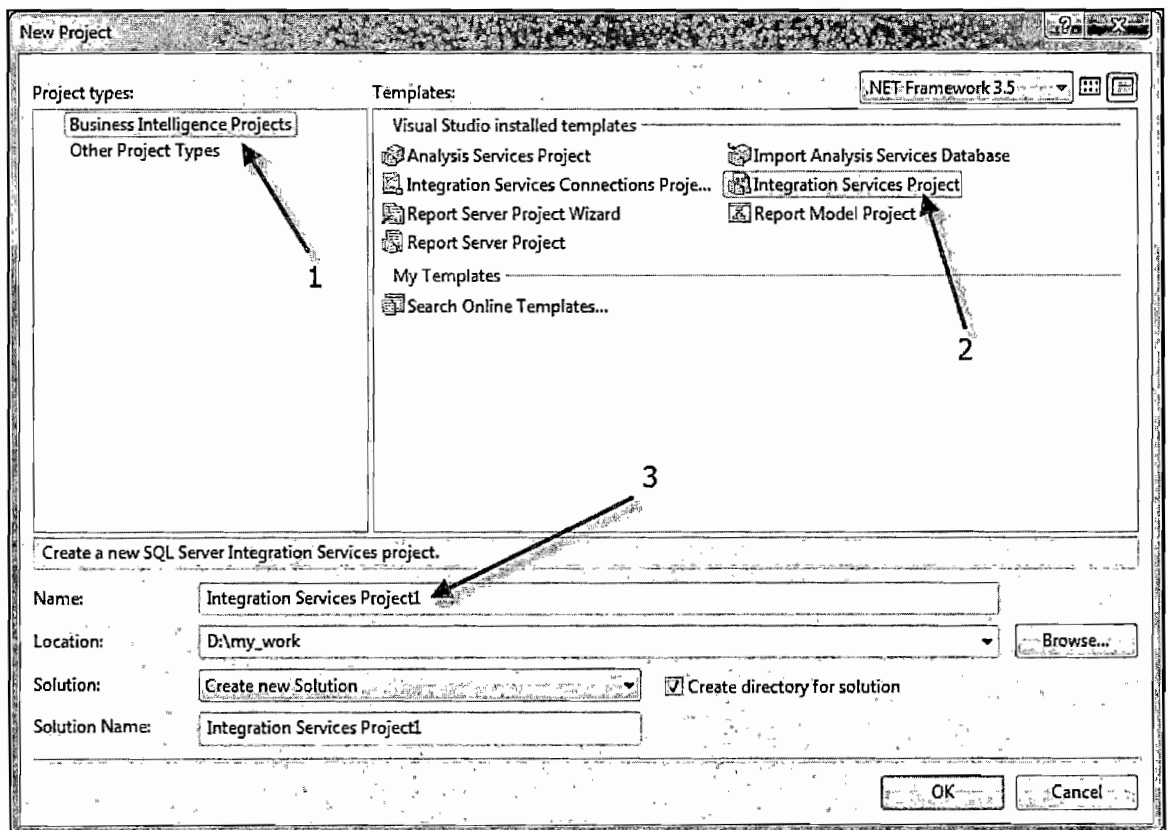 New Project
Project types:
Templates:
.NET Framework 3.5
Business Intelligence Projects
Other Project Types
1
Visual Studio installed templates
Analysis Services Project
Import Analysis Services Database
Integration Services Connections Proje...
Integration Services Project
Report Server Project Wizard
Report Model Project
Report Server Project
2
My Templates
Search Online Templates...
3
Create a new SQL Server Integration Services project.
Name:
Integration Services Project1
Location:
D:\my_work
Browse...
Solution:
Create new Solution
Create directory for solution
Solution Name:
Integration Services Project1
OK
Cancel